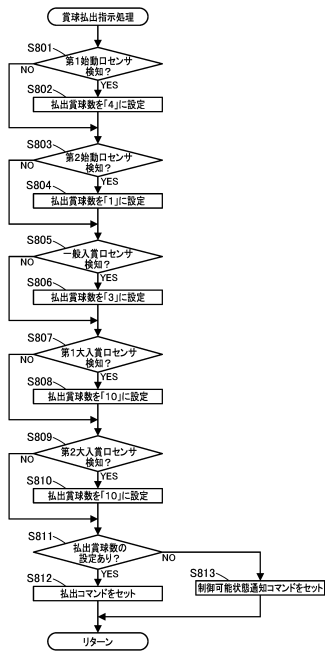 賞球払出指示処理
S801
第1始動口センサ
検知？
NO
YES
S802
払出賞球数を「4」に設定
S803
第2始動口センサ
検知？
NO
YES
S804
払出賞球数を「1」に設定
S805
一般入賞口センサ
検知？
NO
YES
S806
払出賞球数を「3」に設定
S807
第1大入賞口センサ
検知？
NO
YES
S808
払出賞球数を「10」に設定
S809
第2大入賞口センサ
検知？
NO
YES
S810
払出賞球数を「10」に設定
S811
払出賞球数の
設定あり？
NO
YES
S812
払出コマンドをセット
S813
制御可能状態通知コマンドをセット
リターン